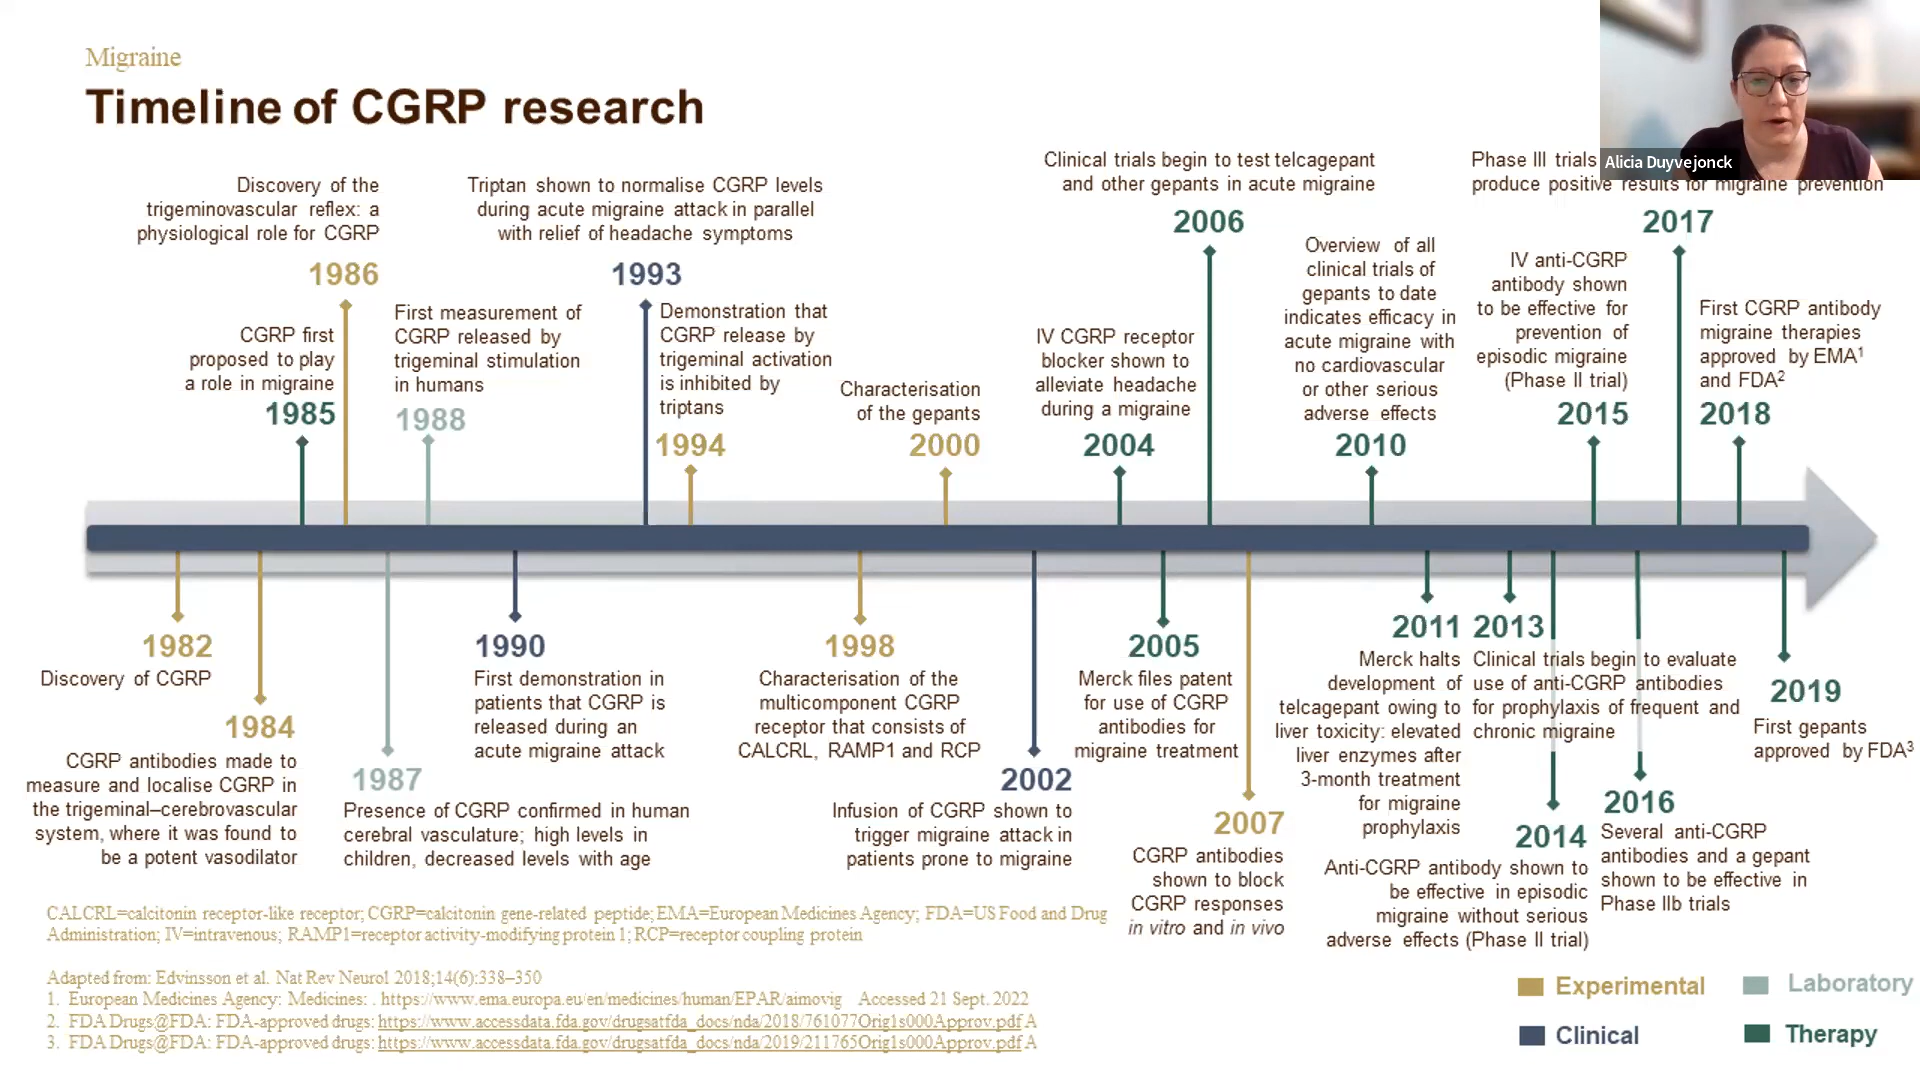 Migraine
Timeline of CGRP research
Alicia Duyvejonck
Discovery of the
trigeminovascular reflex: a
physiological role for CGRP
1986
Triptan shown to normalise CGRP levels
during acute migraine attack in parallel
with relief of headache symptoms
1993
Clinical trials begin to test telcagepant
and other gepants in acute migraine
2006
Phase III trials
produce positive results for migraine prevention
2017
CGRP first
proposed to play
a role in migraine
1985
First measurement of
CGRP released by
trigeminal stimulation
in humans
1988
Demonstration that
CGRP release by
trigeminal activation
is inhibited by
triptans
1994
Characterisation
of the gepants
2000
IV CGRP receptor
blocker shown to
alleviate headache
during a migraine
2004
Overview of all
clinical trials of
gepants to date
indicates efficacy in
acute migraine with
no cardiovascular
or other serious
adverse effects
2010
IV anti-CGRP
antibody shown
to be effective for
prevention of
episodic migraine
(Phase II trial)
2015
First CGRP antibody
migraine therapies
approved by EMA¹
and FDA²
2018
1982
Discovery of CGRP
1984
CGRP antibodies made to
measure and localise CGRP in
the trigeminal–cerebrovascular
system, where it was found to
be a potent vasodilator
1987
Presence of CGRP confirmed in human
cerebral vasculature; high levels in
children, decreased levels with age
1990
First demonstration in
patients that CGRP is
released during an
acute migraine attack
1998
Characterisation of the
multicomponent CGRP
receptor that consists of
CALCRL, RAMP1 and RCP
2002
Infusion of CGRP shown to
trigger migraine attack in
patients prone to migraine
2005
Merck files patent
for use of CGRP
antibodies for
migraine treatment
2007
CGRP antibodies
shown to block
CGRP responses
in vitro and in vivo
2011
Merck halts
development of
telcagepant owing to
liver toxicity: elevated
liver enzymes after
3-month treatment
for migraine
prophylaxis
2013
Clinical trials begin to evaluate
use of anti-CGRP antibodies
for prophylaxis of frequent and
chronic migraine
2014
Anti-CGRP antibody shown to
be effective in episodic
migraine without serious
adverse effects (Phase II trial)
2016
Several anti-CGRP
antibodies and a gepant
shown to be effective in
Phase IIb trials
2019
First gepants
approved by FDA³
CALCRL=calcitonin receptor-like receptor; CGRP=calcitonin gene-related peptide; EMA=European Medicines Agency; FDA=US Food and Drug
Administration; IV=intravenous; RAMP1=receptor activity-modifying protein 1; RCP=receptor coupling protein
Adapted from: Edvinsson et al. Nat Rev Neurol 2018;14(6):338–350
1. European Medicines Agency: Medicines: . https://www.ema.europa.eu/en/medicines/human/EPAR/aimovig Accessed 21 Sept. 2022
2. FDA Drugs@FDA: FDA-approved drugs: https://www.accessdata.fda.gov/drugsatfda_docs/nda/2018/761077Orig1s000Approv.pdf A
3. FDA Drugs@FDA: FDA-approved drugs: https://www.accessdata.fda.gov/drugsatfda_docs/nda/2019/211765Orig1s000Approv.pdf A
Experimental
Laboratory
Clinical
Therapy